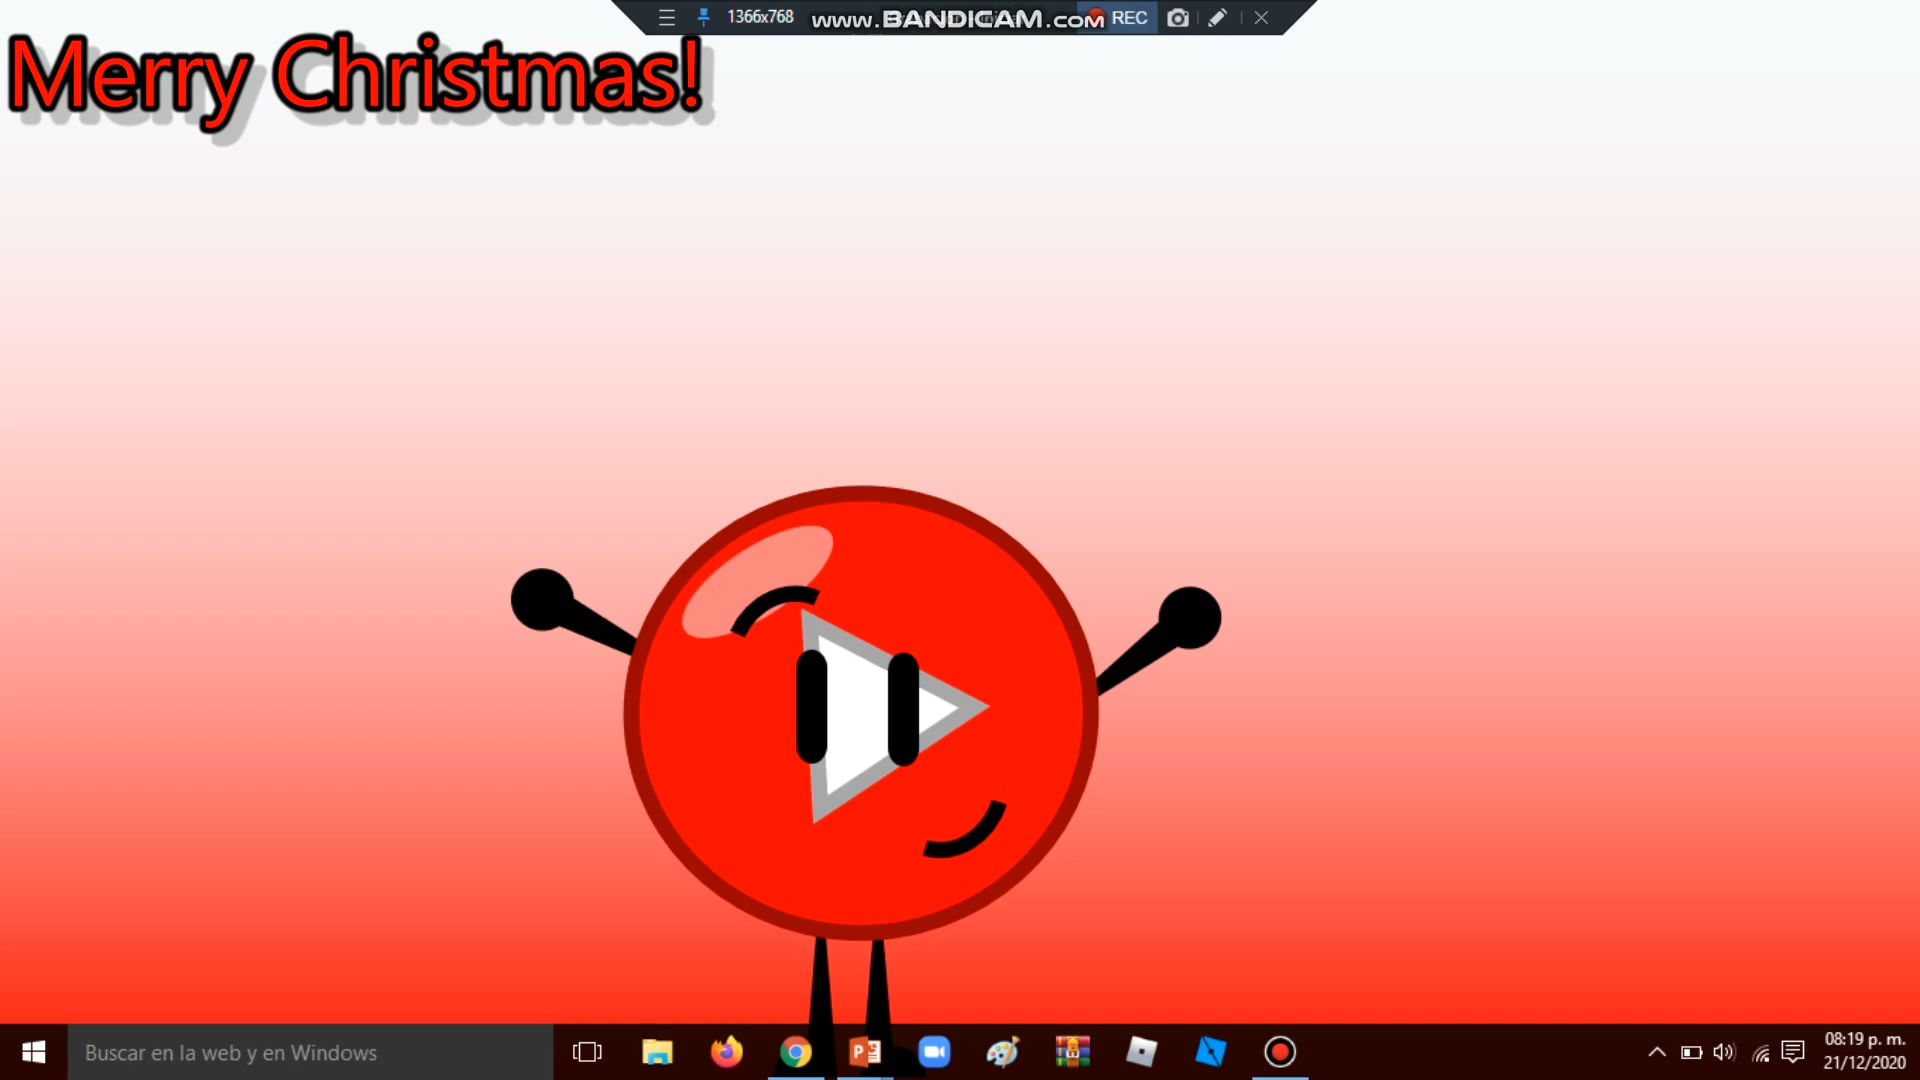 1366x768
www.BANDICAM.com
REC
Merry Christmas!
Buscar en la web y en Windows
08:19 p. m.
21/12/2020